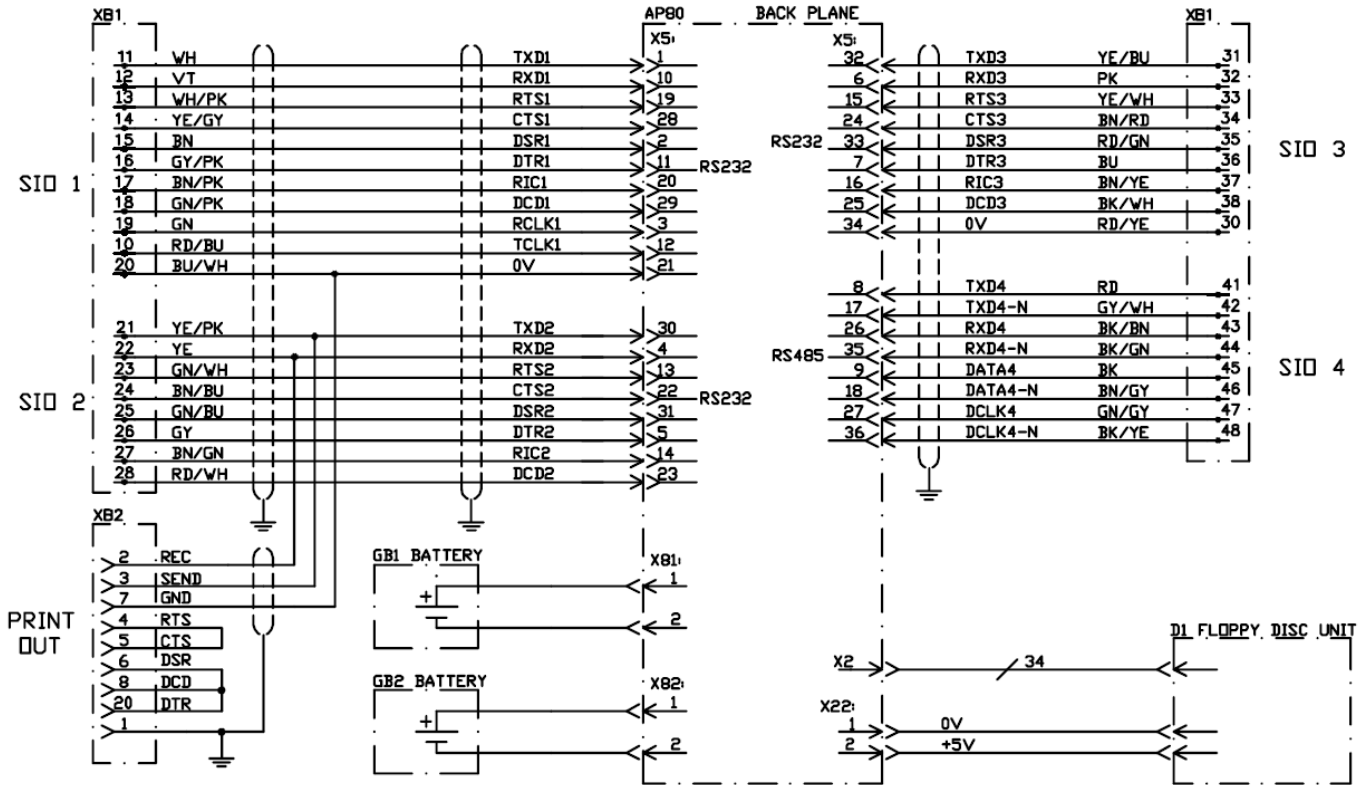 XB1 AP80 BACK PLANE XB1
X5: X5:
11 WH TXD1 1 32 TXD3 YE/BU 31
12 VT RXD1 10 6 RXD3 PK 32
13 WH/PK RTS1 19 15 RTS3 YE/WH 33
14 YE/GY CTS1 28 24 CTS3 BN/RD 34
15 BN DSR1 2 RS232 33 DSR3 RD/GN 35
16 GY/PK DTR1 11 RS232 7 DTR3 BU 36
SIO 3
17 BN/PK RIC1 20 16 RIC3 BN/YE 37
SIO 1
18 GN/PK DCD1 29 25 DCD3 BK/WH 38
19 GN RCLK1 3 34 0V RD/YE 30
10 RD/BU TCLK1 12
20 BU/WH 0V 21
8 TXD4 RD 41
17 TXD4-N GY/WH 42
21 YE/PK TXD2 30 26 RXD4 BK/BN 43
22 YE RXD2 4 RS485 35 RXD4-N BK/GN 44
23 GN/WH RTS2 13 9 DATA4 BK 45
SIO 4
24 BN/BU CTS2 22 RS232 18 DATA4-N BN/GY 46
SIO 2
25 GN/BU DSR2 31 27 DCLK4 GN/GY 47
26 GY DTR2 5 36 DCLK4-N BK/YE 48
27 BN/GN RIC2 14
28 RD/WH DCD2 23
XB2
2 REC GB1 BATTERY X81:
3 SEND + 1
7 GND
4 RTS 2
PRINT
OUT
5 CTS D1 FLOPPY DISC UNIT
6 DSR X2 34
8 DCD GB2 BATTERY X82:
20 DTR + 1 X22:
1 1 0V
2 2 +5V